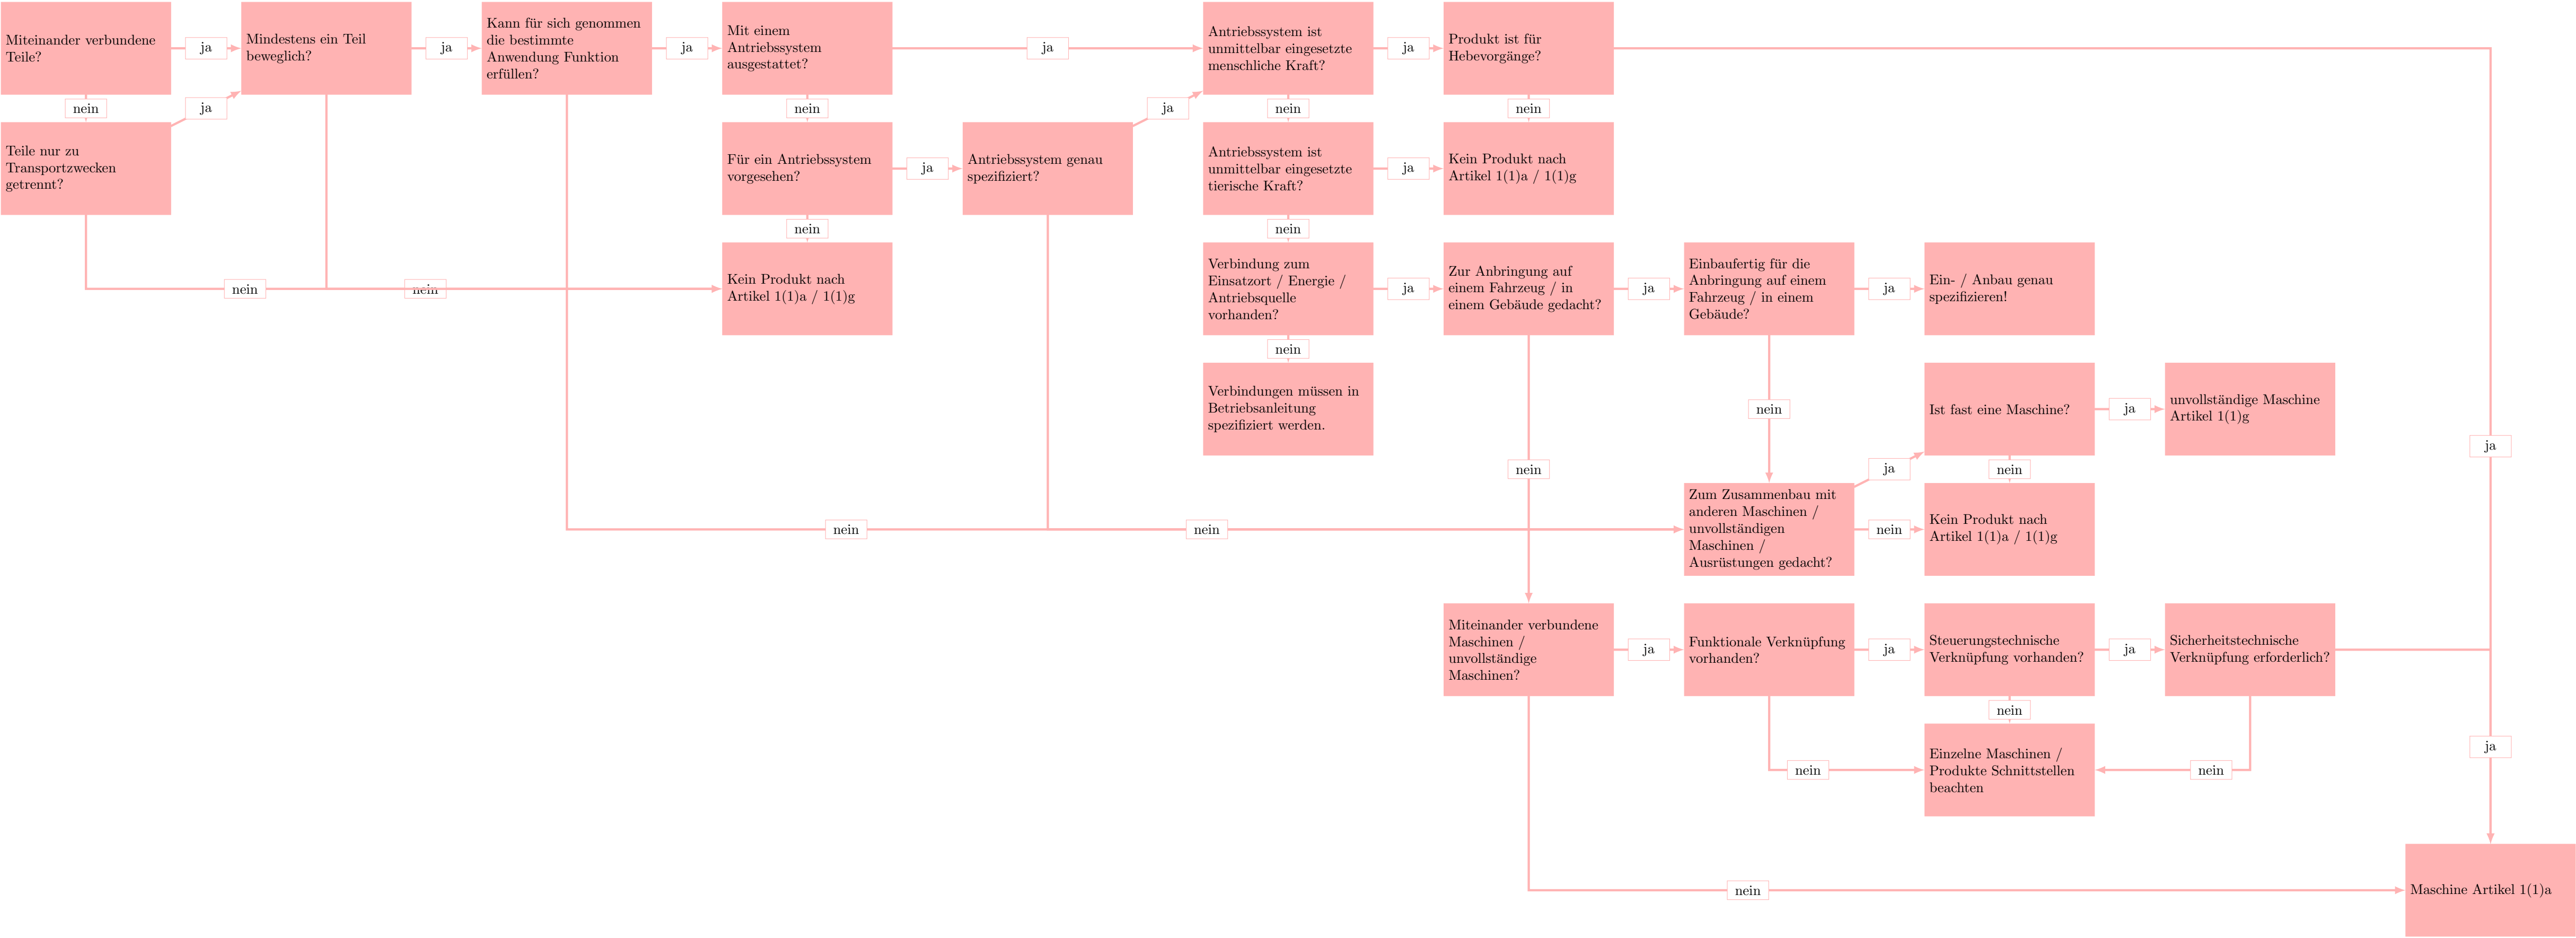 Miteinander verbundene
Teile?
ja
Mindestens ein Teil
beweglich?
ja
Kann für sich genommen
die bestimmte
Anwendung Funktion
erfüllen?
ja
Mit einem
Antriebssystem
ausgestattet?
ja
Antriebssystem ist
unmittelbar eingesetzte
menschliche Kraft?
ja
Produkt ist für
Hebevorgänge?
nein
ja
nein
ja
nein
nein
Teile nur zu
Transportzwecken
getrennt?
Für ein Antriebssystem
vorgesehen?
ja
Antriebssystem genau
spezifiziert?
Antriebssystem ist
unmittelbar eingesetzte
tierische Kraft?
ja
Kein Produkt nach
Artikel 1(1)a / 1(1)g
nein
nein
nein
nein
Kein Produkt nach
Artikel 1(1)a / 1(1)g
Verbindung zum
Einsatzort / Energie /
Antriebsquelle
vorhanden?
ja
Zur Anbringung auf
einem Fahrzeug / in
einem Gebäude gedacht?
ja
Einbaufertig für die
Anbringung auf einem
Fahrzeug / in einem
Gebäude?
ja
Ein- / Anbau genau
spezifizieren!
nein
Verbindungen müssen in
Betriebsanleitung
spezifiziert werden.
nein
Ist fast eine Maschine?
ja
unvollständige Maschine
Artikel 1(1)g
ja
nein
ja
nein
nein
nein
Zum Zusammenbau mit
anderen Maschinen /
unvollständigen
Maschinen /
Ausrüstungen gedacht?
nein
Kein Produkt nach
Artikel 1(1)a / 1(1)g
Miteinander verbundene
Maschinen /
unvollständige
Maschinen?
ja
Funktionale Verknüpfung
vorhanden?
ja
Steuerungstechnische
Verknüpfung vorhanden?
ja
Sicherheitstechnische
Verknüpfung erforderlich?
nein
ja
nein
Einzelne Maschinen /
Produkte Schnittstellen
beachten
nein
nein
Maschine Artikel 1(1)a